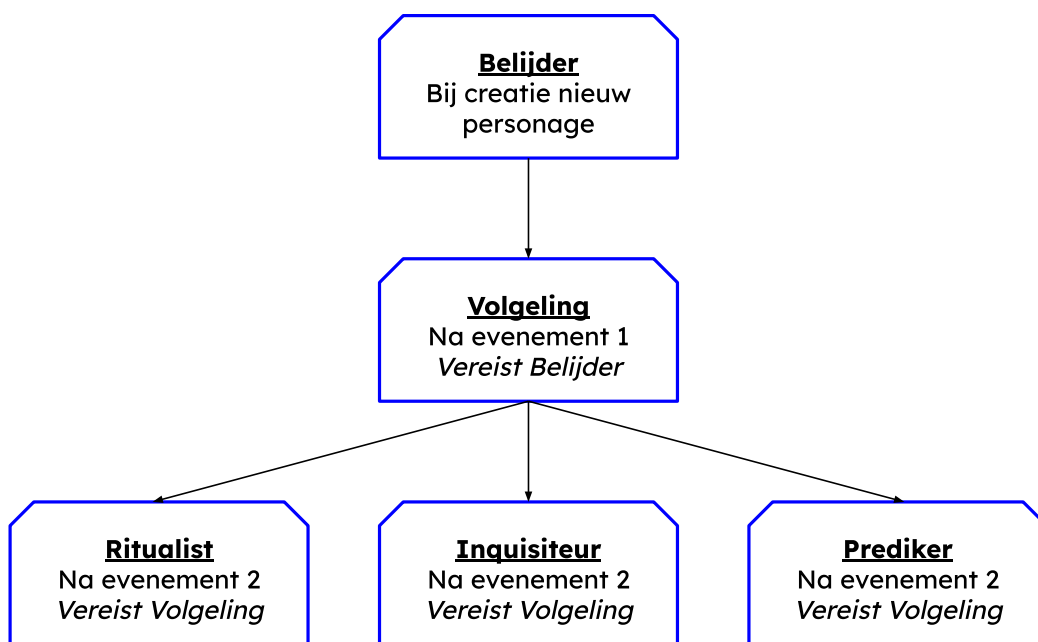 Belijder
Bij creatie nieuw
personage
Volgeling
Na evenement 1
Vereist Belijder
Ritualist
Na evenement 2
Vereist Volgeling
Inquisiteur
Na evenement 2
Vereist Volgeling
Prediker
Na evenement 2
Vereist Volgeling